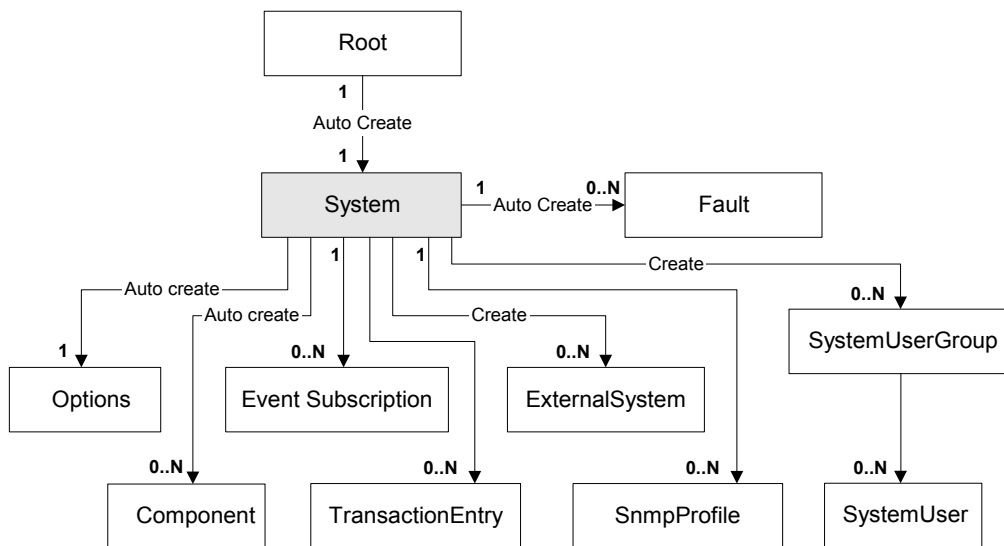 Root
1
Auto Create
1
System
1
Auto Create
0..N
Fault
1
1
Create
Auto create
Auto create
Create
0..N
1
0..N
0..N
SystemUserGroup
Options
Event Subscription
ExternalSystem
0..N
0..N
0..N
0..N
Component
TransactionEntry
SnmpProfile
SystemUser